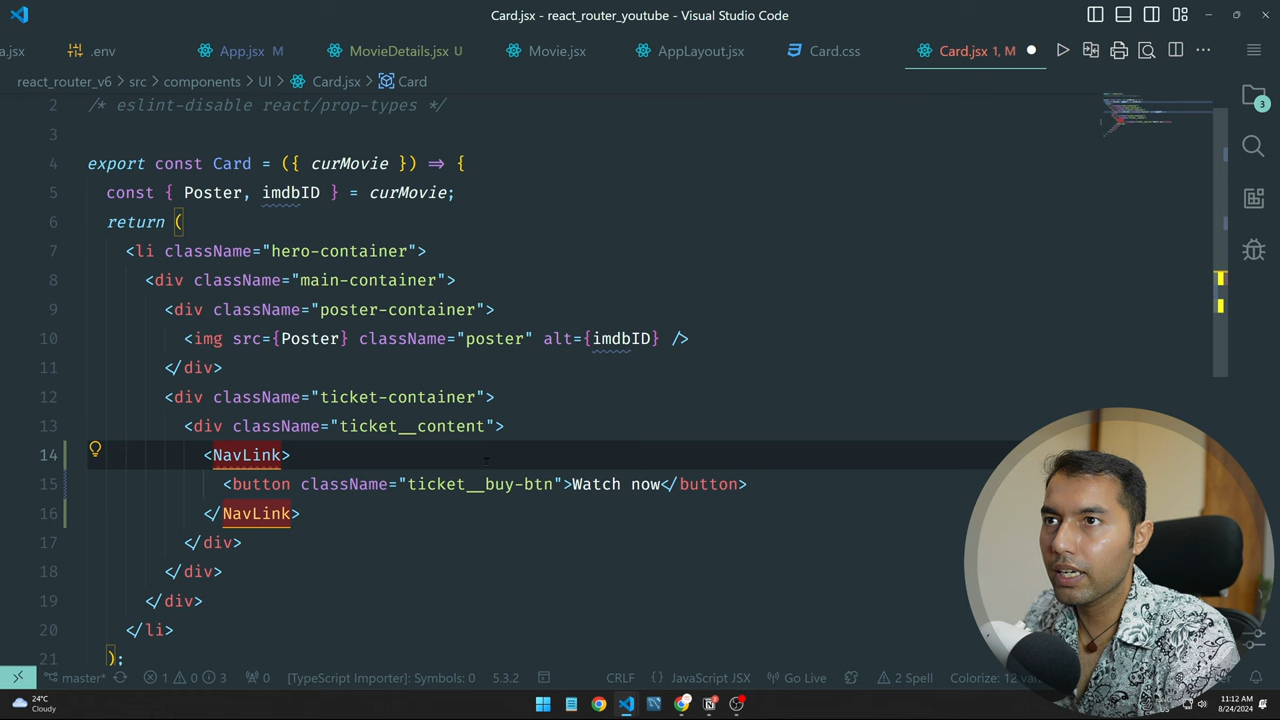 Card.jsx - react_router_youtube - Visual Studio Code
a.jsx .env App.jsx M MovieDetails.jsx U Movie.jsx AppLayout.jsx Card.css Card.jsx 1, M
react_router_v6 > src > components > UI > Card.jsx > Card
2 /* eslint-disable react/prop-types */
3
4 export const Card = ({ curMovie }) => {
5 const { Poster, imdbID } = curMovie;
6 return (
7 <li className="hero-container">
8 <div className="main-container">
9 <div className="poster-container">
10 <img src={Poster} className="poster" alt={imdbID} />
11 </div>
12 <div className="ticket-container">
13 <div className="ticket__content">
14 <NavLink>
15 <button className="ticket__buy-btn">Watch now</button>
16 </NavLink>
17 </div>
18 </div>
19 </div>
20 </li>
21 );
3
master* 1 0 3 0 [TypeScript Importer]: Symbols: 0 5.3.2 CRLF {} JavaScript JSX Go Live 2 Spell Colorize: 12
24°C
Cloudy
11:12 AM
8/24/2024